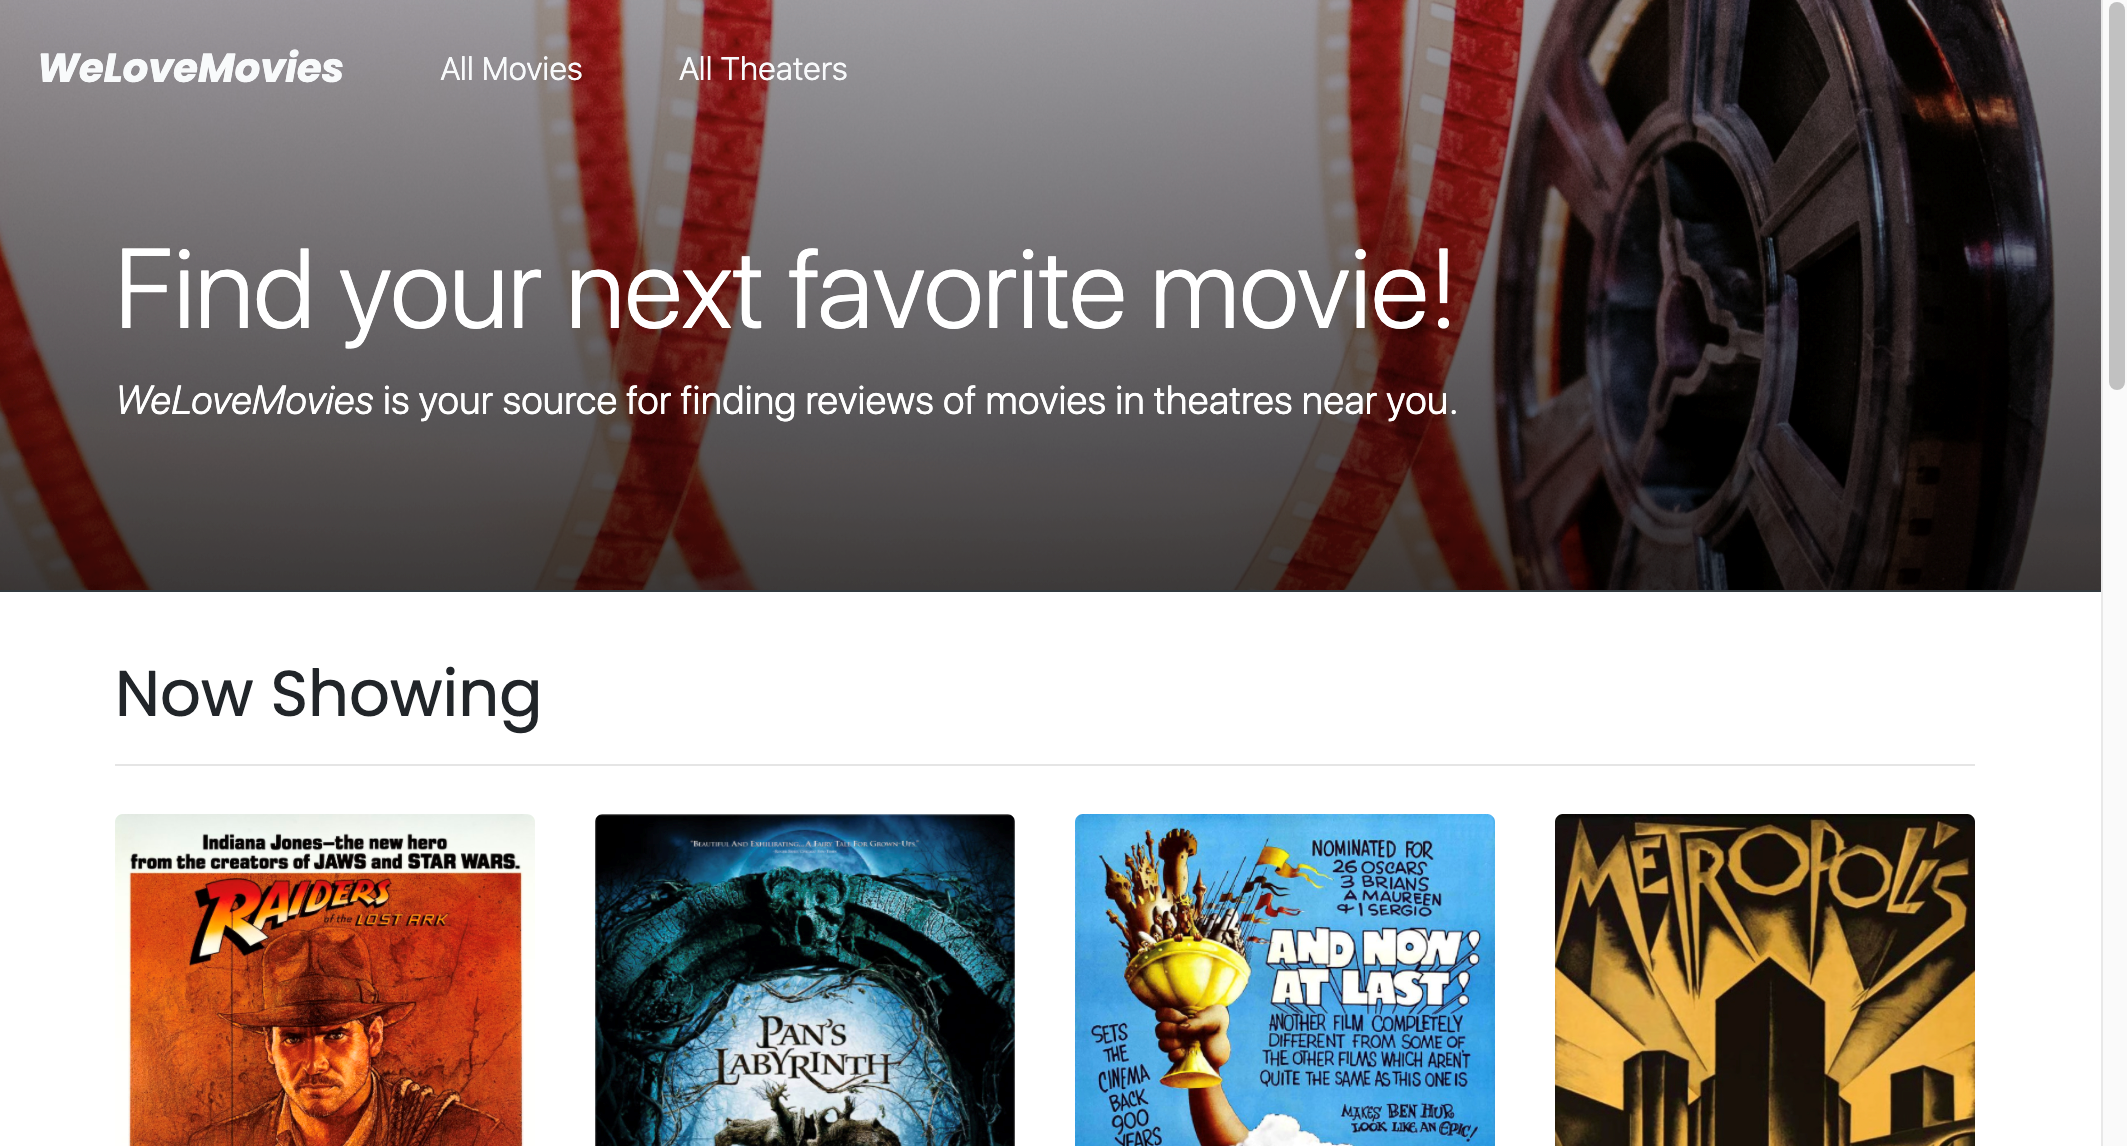 WeLoveMovies
All Movies
All Theaters
Find your next favorite movie!
WeLoveMovies is your source for finding reviews of movies in theatres near you.
Now Showing
Indiana Jones—the new hero
from the creators of JAWS and STAR WARS.
RAIDERS
of the LOST ARK
"BEAUTIFUL AND EXHILIRATING... A FAIRY TALE FOR GROWN-UPS."
PAN'S
LABYRINTH
NOMINATED FOR
26 OSCARS
3 BRIANS
A MAUREEN
& 1 SERGIO
AND NOW!
AT LAST!
ANOTHER FILM COMPLETELY
DIFFERENT FROM SOME OF
THE OTHER FILMS WHICH AREN'T
QUITE THE SAME AS THIS ONE IS
SETS
THE
CINEMA
BACK
900
YEARS
MAKES BEN HUR
LOOK LIKE AN EPIC!
METROPOLIS